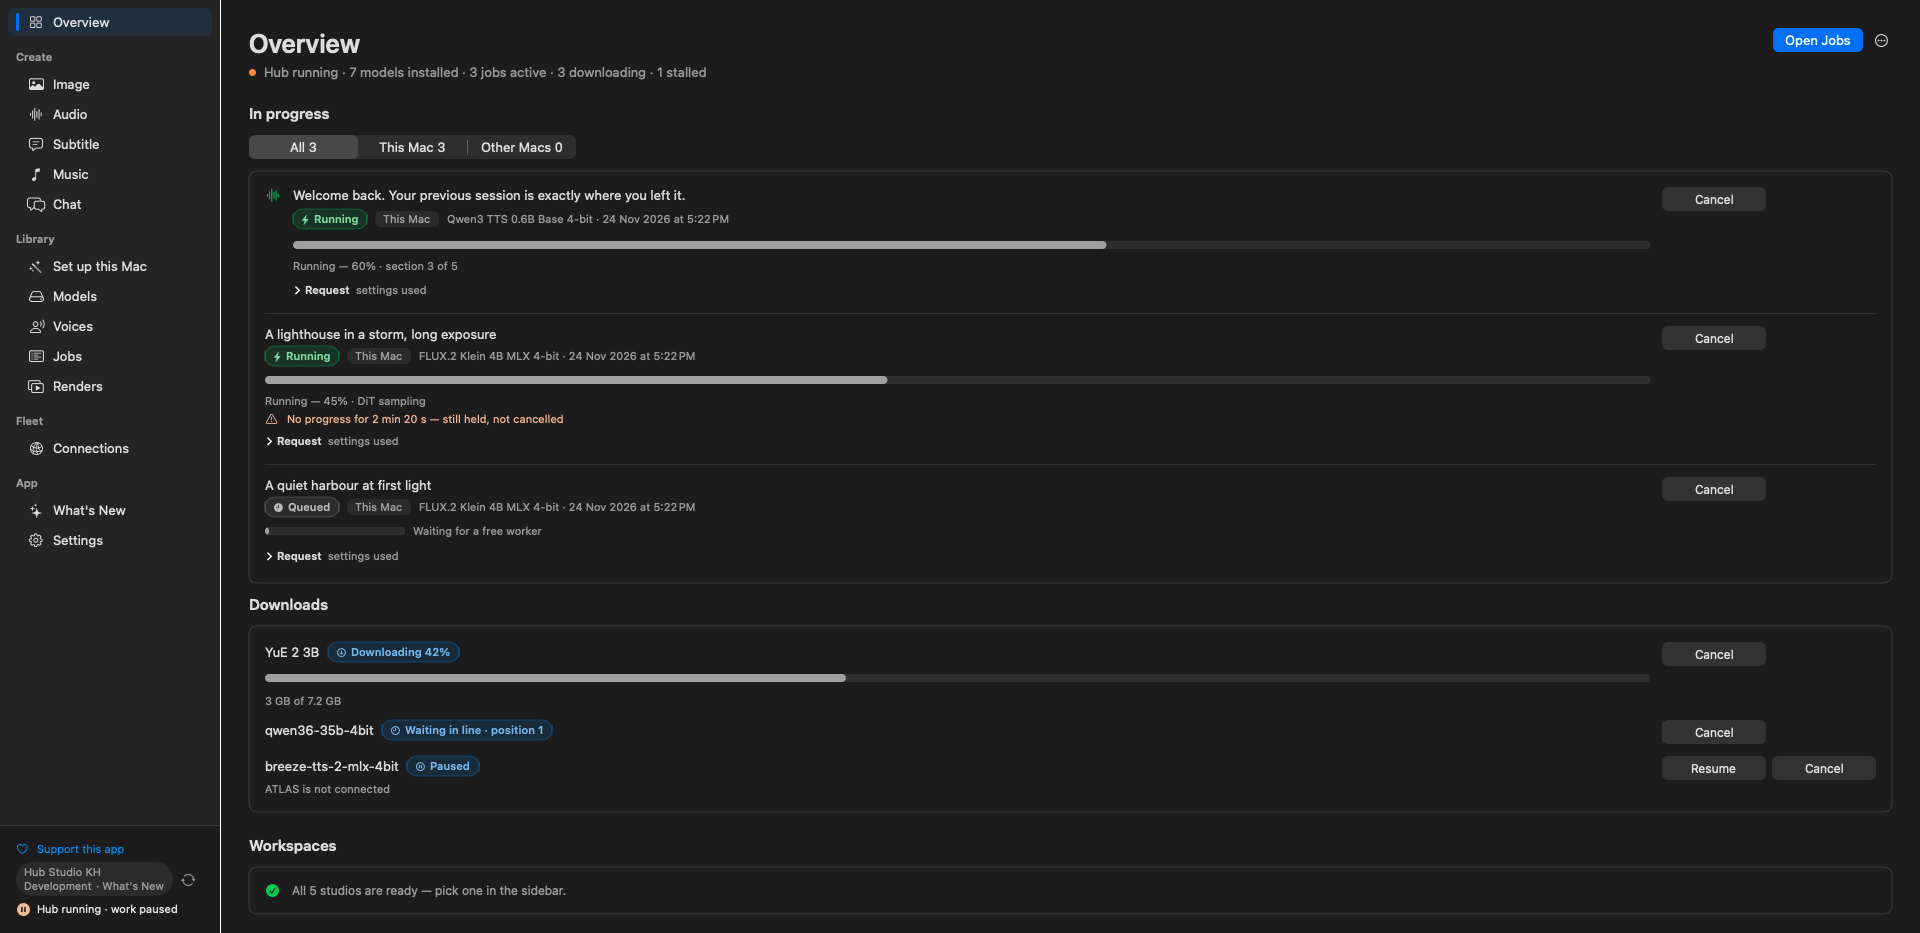 Overview
Create
Image
Audio
Subtitle
Music
Chat
Library
Set up this Mac
Models
Voices
Jobs
Renders
Fleet
Connections
App
What's New
Settings
Support this app
Hub Studio KH
Development · What's New
Hub running · work paused
Overview
Hub running · 7 models installed · 3 jobs active · 3 downloading · 1 stalled
Open Jobs
In progress
All 3 This Mac 3 Other Macs 0
Welcome back. Your previous session is exactly where you left it.
Cancel
Running This Mac Qwen3 TTS 0.6B Base 4-bit · 24 Nov 2026 at 5:22 PM
Running — 60% · section 3 of 5
Request settings used
A lighthouse in a storm, long exposure
Cancel
Running This Mac FLUX.2 Klein 4B MLX 4-bit · 24 Nov 2026 at 5:22 PM
Running — 45% · DiT sampling
No progress for 2 min 20 s — still held, not cancelled
Request settings used
A quiet harbour at first light
Cancel
Queued This Mac FLUX.2 Klein 4B MLX 4-bit · 24 Nov 2026 at 5:22 PM
Waiting for a free worker
Request settings used
Downloads
YuE 2 3B Downloading 42%
Cancel
3 GB of 7.2 GB
qwen36-35b-4bit Waiting in line · position 1
Cancel
breeze-tts-2-mlx-4bit Paused
Resume Cancel
ATLAS is not connected
Workspaces
All 5 studios are ready — pick one in the sidebar.